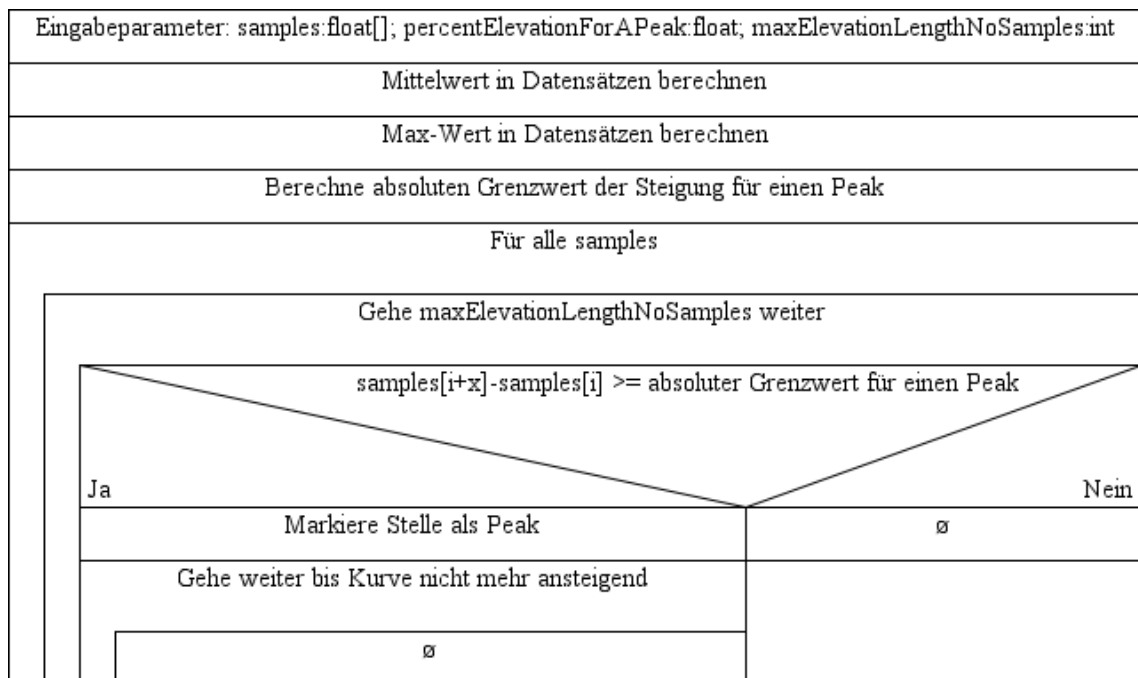 Eingabeparameter: samples:float[]; percentElevationForAPeak:float; maxElevationLengthNoSamples:int
Mittelwert in Datensätzen berechnen
Max-Wert in Datensätzen berechnen
Berechne absoluten Grenzwert der Steigung für einen Peak
Für alle samples
Gehe maxElevationLengthNoSamples weiter
samples[i+x]-samples[i] >= absoluter Grenzwert für einen Peak
Ja
Nein
Markiere Stelle als Peak
ø
Gehe weiter bis Kurve nicht mehr ansteigend
ø